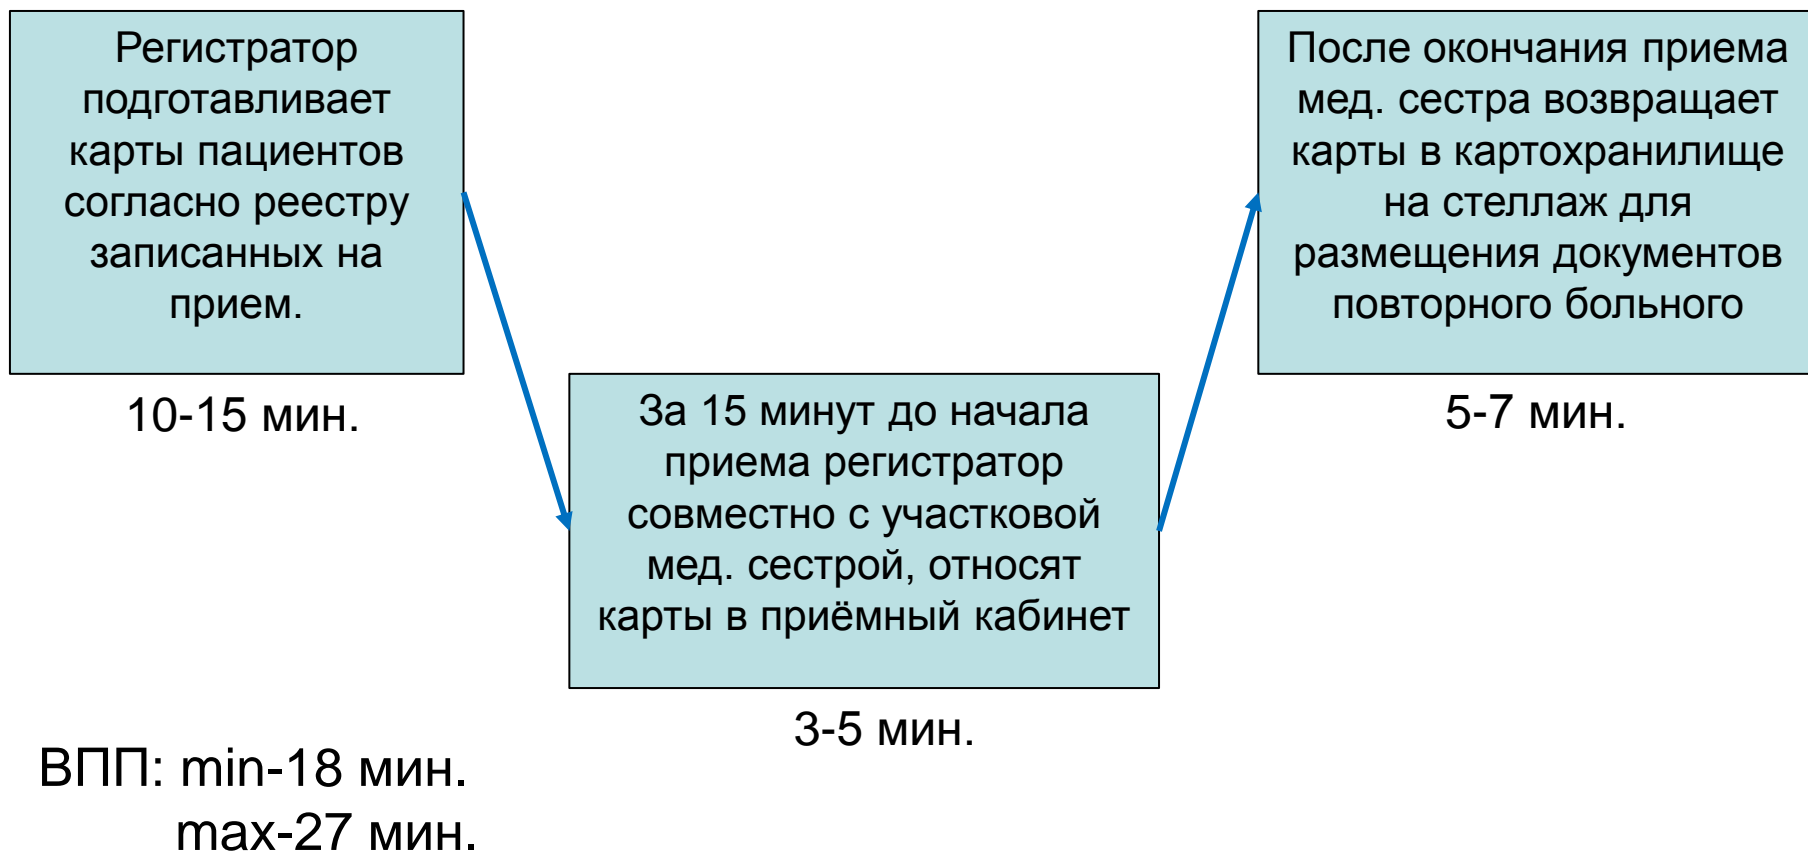 Регистратор
подготавливает
карты пациентов
согласно реестру
записанных на
прием.
10-15 мин.
За 15 минут до начала
приема регистратор
совместно с участковой
мед. сестрой, относят
карты в приёмный кабинет
3-5 мин.
После окончания приема
мед. сестра возвращает
карты в картохранилище
на стеллаж для
размещения документов
повторного больного
5-7 мин.
ВПП: min-18 мин.
max-27 мин.